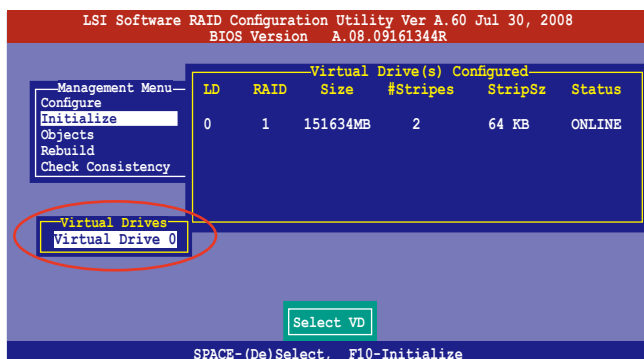 LSI Software RAID Configuration Utility Ver A.60 Jul 30, 2008
BIOS Version A.08.09161344R
Virtual Drive(s) Configured
LD RAID Size #Stripes StripSz Status
0 1 151634MB 2 64 KB ONLINE
Management Menu
Configure
Initialize
Objects
Rebuild
Check Consistency
Virtual Drives
Virtual Drive 0
Select VD
SPACE-(De)Select, F10-Initialize